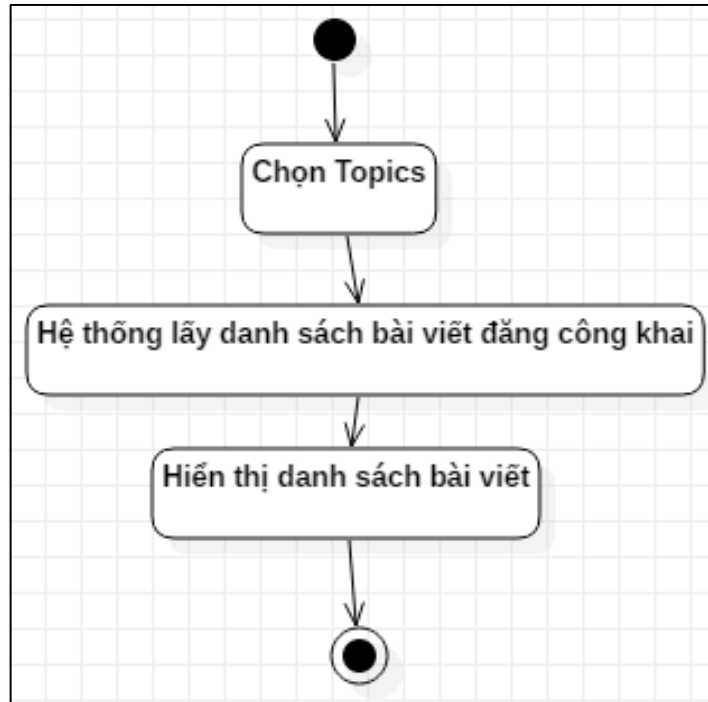 Chọn Topics
Hệ thống lấy danh sách bài viết đăng công khai
Hiển thị danh sách bài viết